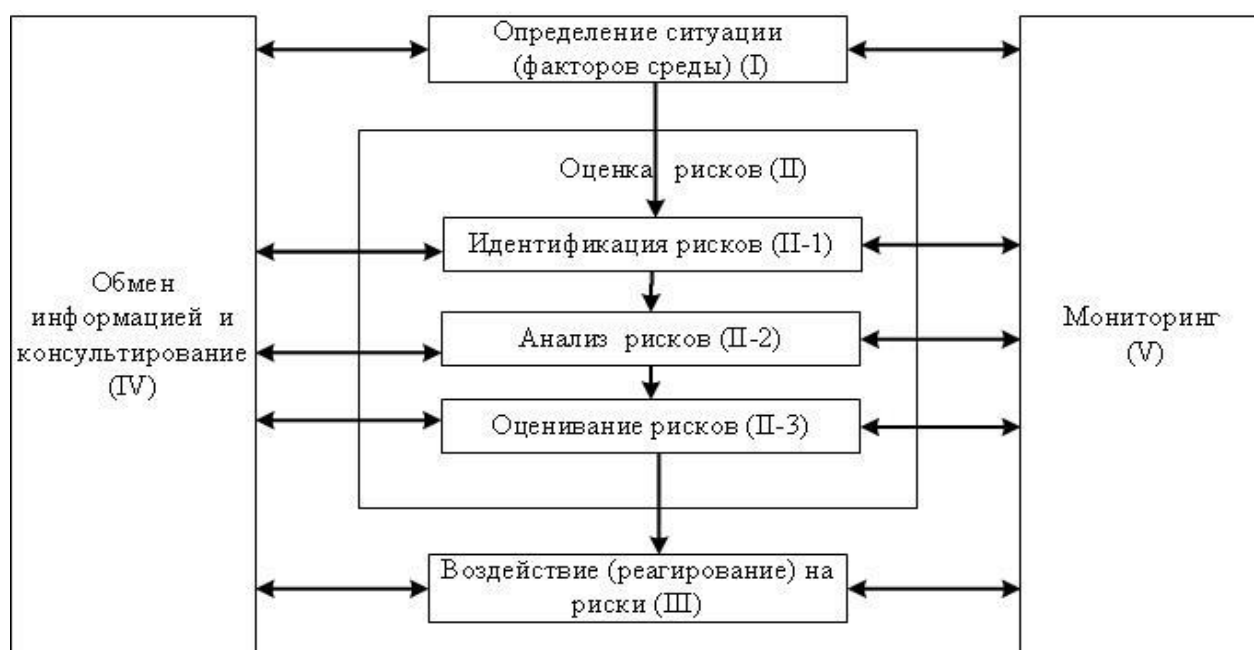 Определение ситуации
(факторов среды) (I)
Оценка рисков (II)
Идентификация рисков (II-1)
Обмен
информацией и
консультирование
(IV)
Анализ рисков (II-2)
Мониторинг
(V)
Оценивание рисков (II-3)
Воздействие (реагирование) на
риски (III)